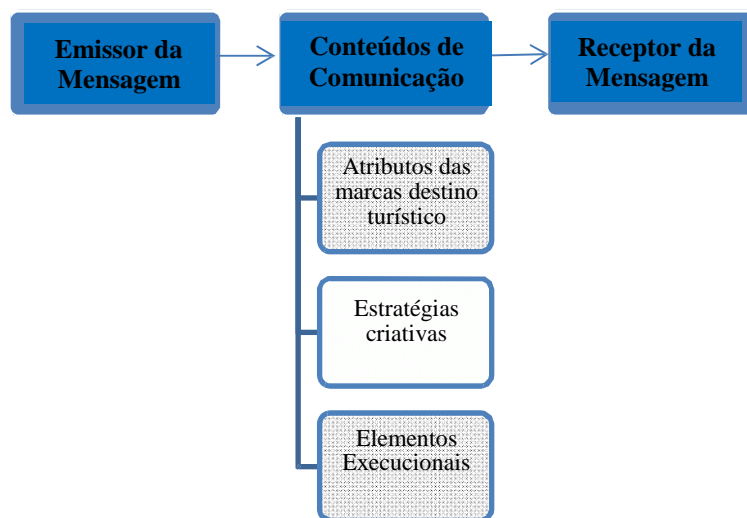 Emissor da
Mensagem
Conteúdos de
Comunicação
Receptor da
Mensagem
Atributos das
marcas destino
turístico
Estratégias
criativas
Elementos
Execucionais